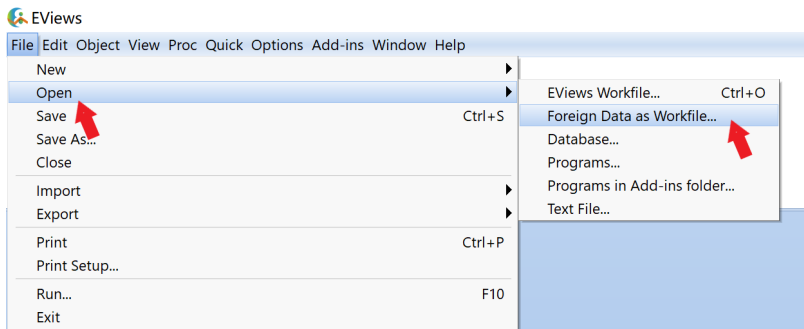 EViews
File Edit Object View Proc Quick Options Add-ins Window Help
New
Open
Save Ctrl+S
Save As...
Close
Import
Export
Print Ctrl+P
Print Setup...
Run... F10
Exit
EViews Workfile... Ctrl+O
Foreign Data as Workfile...
Database...
Programs...
Programs in Add-ins folder...
Text File...